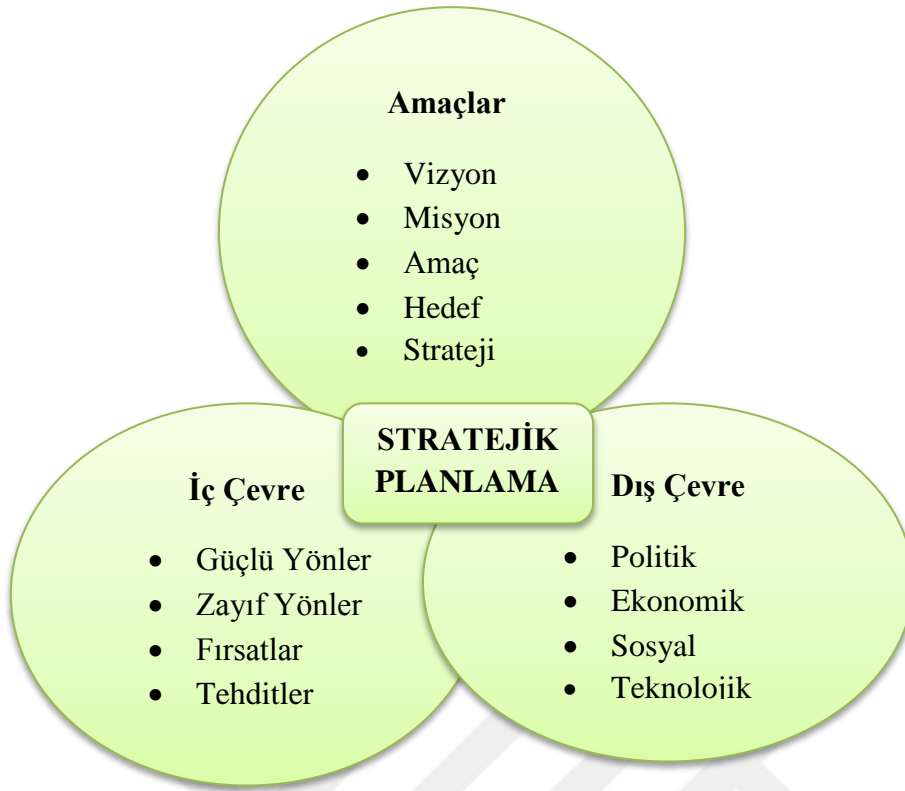 Amaçlar
• Vizyon
• Misyon
• Amaç
• Hedef
• Strateji
STRATEJİK
PLANLAMA
İç Çevre
• Güçlü Yönler
• Zayıf Yönler
• Fırsatlar
• Tehditler
Dış Çevre
• Politik
• Ekonomik
• Sosyal
• Teknolojik